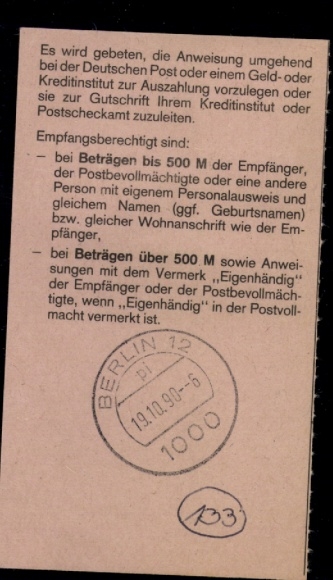 Es wird gebeten, die Anweisung umgehend
bei der Deutschen Post oder einem Geld- oder
Kreditinstitut zur Auszahlung vorzulegen oder
sie zur Gutschrift Ihrem Kreditinstitut oder
Postscheckamt zuzuleiten.
Empfangsberechtigt sind:
— bei Beträgen bis 500 M der Empfänger,
der Postbevollmächtigte oder eine andere
Person mit eigenem Personalausweis und
gleichem Namen (ggf. Geburtsnamen)
bzw. gleicher Wohnanschrift wie der Em-
pfänger,
— bei Beträgen über 500 M sowie Anwei-
sungen mit dem Vermerk „Eigenhändig“
der Empfänger oder der Postbevollmäch-
tigte, wenn „Eigenhändig“ in der Postvoll-
macht vermerkt ist.
BERLIN 12
pi
19.10.90--6
1000
133